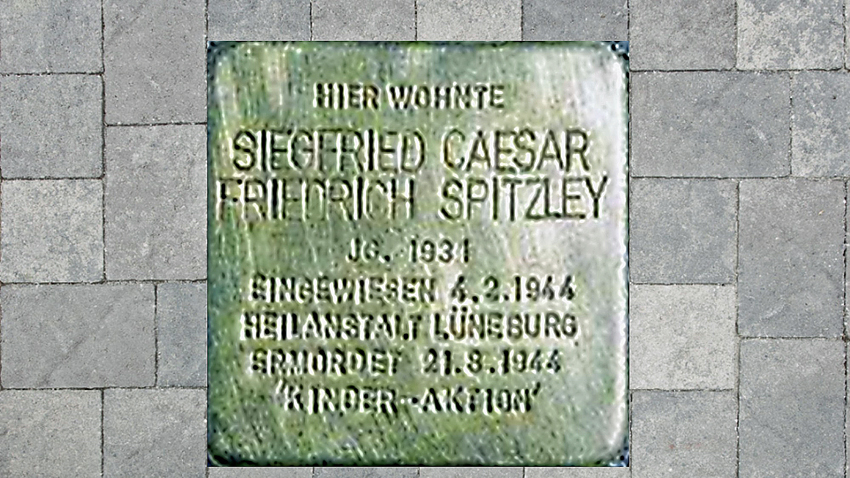 HIER WOHNTE
SIEGFRIED CAESAR
FRIEDRICH SPITZLEY
JG. 1931
EINGEWIESEN 4.2.1944
HEILANSTALT LÜNEBURG
ERMORDET 21.8.1944
'KINDER-AKTION'